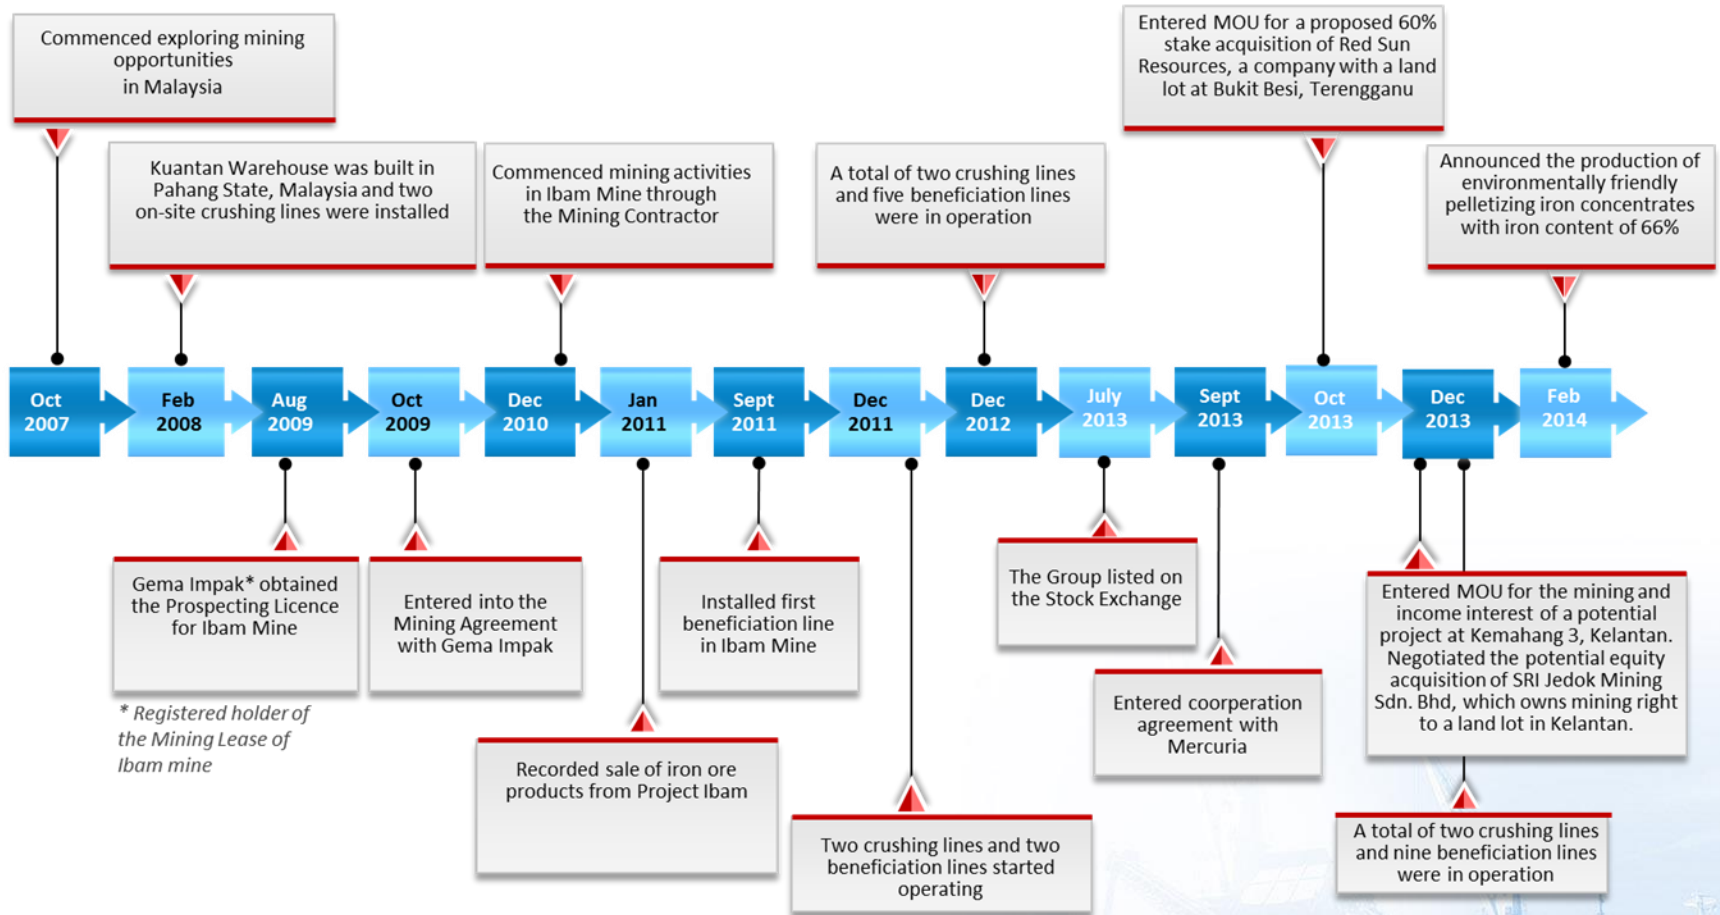 Commenced exploring mining
opportunities
in Malaysia
Kuantan Warehouse was built in
Pahang State, Malaysia and two
on-site crushing lines were installed
Commenced mining activities
in Ibam Mine through
the Mining Contractor
A total of two crushing lines
and five beneficiation lines
were in operation
Entered MOU for a proposed 60%
stake acquisition of Red Sun
Resources, a company with a land
lot at Bukit Besi, Terengganu
Announced the production of
environmentally friendly
pelletizing iron concentrates
with iron content of 66%
Oct
2007
Feb
2008
Aug
2009
Oct
2009
Dec
2010
Jan
2011
Sept
2011
Dec
2011
Dec
2012
July
2013
Sept
2013
Oct
2013
Dec
2013
Feb
2014
Gema Impak* obtained
the Prospecting Licence
for Ibam Mine
* Registered holder of
the Mining Lease of
Ibam mine
Entered into the
Mining Agreement
with Gema Impak
Recorded sale of iron ore
products from Project Ibam
Installed first
beneficiation line
in Ibam Mine
Two crushing lines and two
beneficiation lines started
operating
The Group listed on
the Stock Exchange
Entered coorperation
agreement with
Mercuria
Entered MOU for the mining and
income interest of a potential
project at Kemahang 3, Kelantan.
Negotiated the potential equity
acquisition of SRI Jedok Mining
Sdn. Bhd, which owns mining right
to a land lot in Kelantan.
A total of two crushing lines
and nine beneficiation lines
were in operation